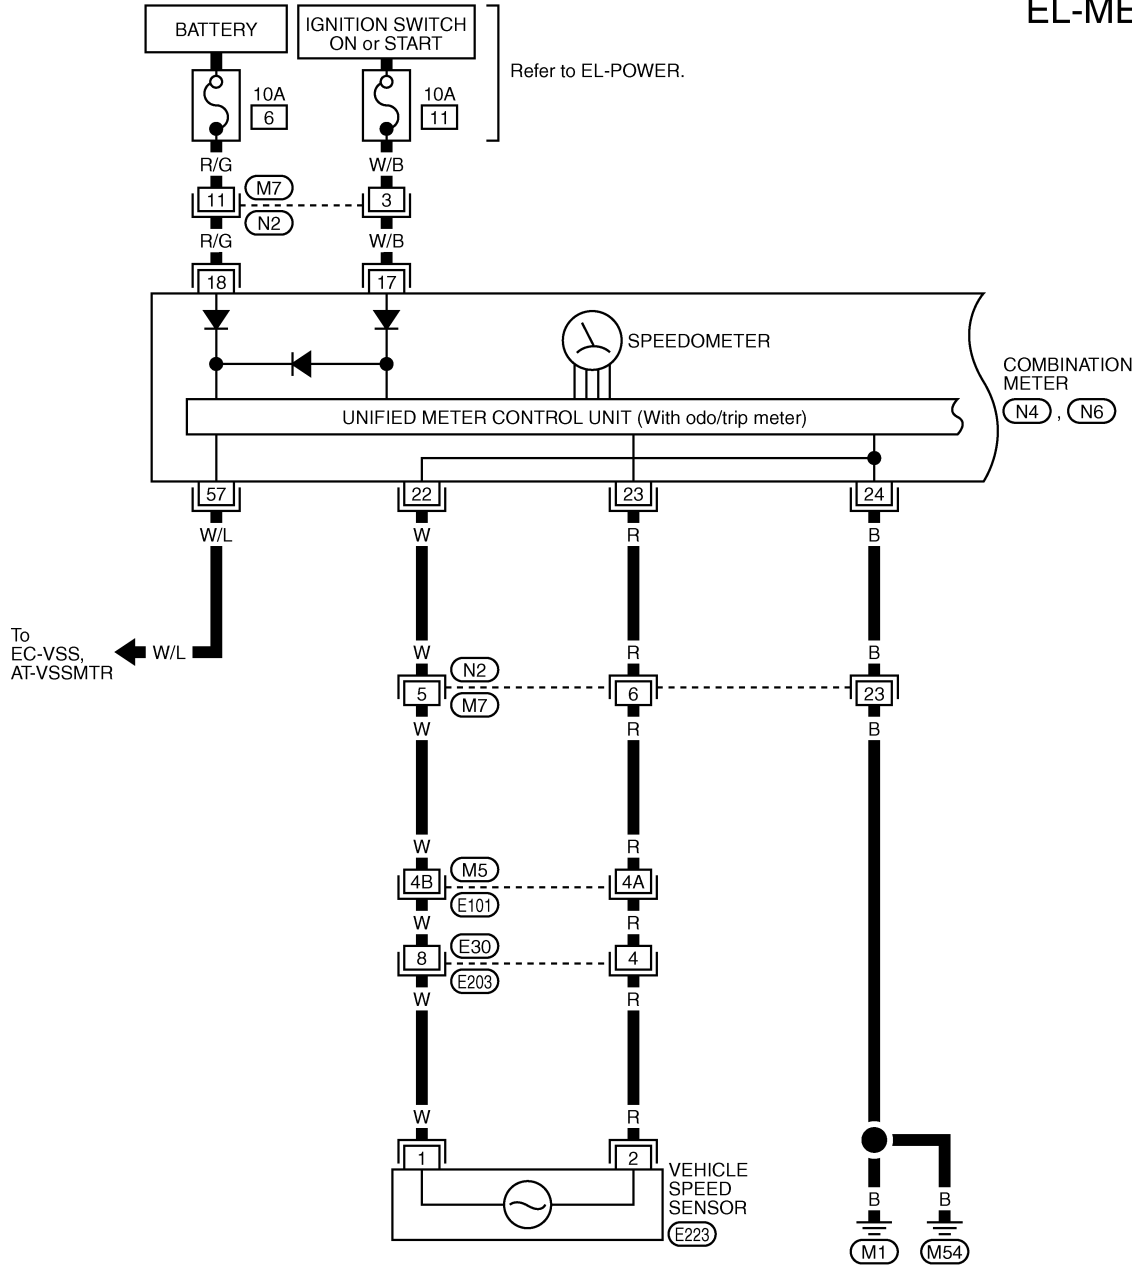 EL-ME
BATTERY
IGNITION SWITCH
ON or START
Refer to EL-POWER.
10A
6
10A
11
R/G
W/B
11
M7
3
N2
R/G
W/B
18
17
SPEEDOMETER
COMBINATION
METER
N4 , N6
UNIFIED METER CONTROL UNIT (With odo/trip meter)
57
22
23
24
W/L
W
R
B
To
EC-VSS,
AT-VSSMTR
W/L
W
R
B
N2
5
6
23
M7
W
R
B
W
R
M5
4B
4A
E101
W
R
E30
8
4
E203
W
R
W
R
1
2
VEHICLE
SPEED
SENSOR
E223
B
B
M1
M54